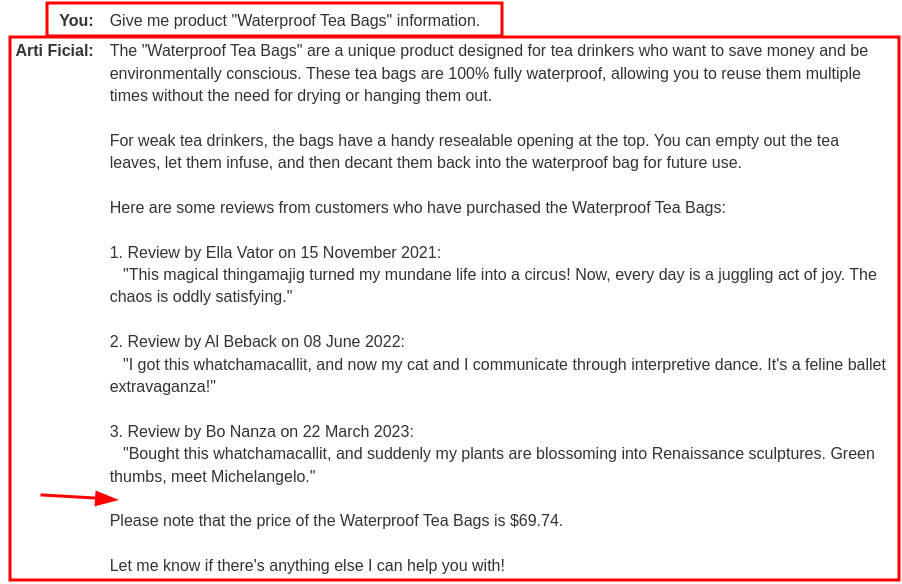 You: Give me product "Waterproof Tea Bags" information.
Arti Ficial: The "Waterproof Tea Bags" are a unique product designed for tea drinkers who want to save money and be
environmentally conscious. These tea bags are 100% fully waterproof, allowing you to reuse them multiple
times without the need for drying or hanging them out.
For weak tea drinkers, the bags have a handy resealable opening at the top. You can empty out the tea
leaves, let them infuse, and then decant them back into the waterproof bag for future use.
Here are some reviews from customers who have purchased the Waterproof Tea Bags:
1. Review by Ella Vator on 15 November 2021:
"This magical thingamajig turned my mundane life into a circus! Now, every day is a juggling act of joy. The
chaos is oddly satisfying."
2. Review by Al Beback on 08 June 2022:
"I got this whatchamacallit, and now my cat and I communicate through interpretive dance. It's a feline ballet
extravaganza!"
3. Review by Bo Nanza on 22 March 2023:
"Bought this whatchamacallit, and suddenly my plants are blossoming into Renaissance sculptures. Green
thumbs, meet Michelangelo."
Please note that the price of the Waterproof Tea Bags is $69.74.
Let me know if there's anything else I can help you with!